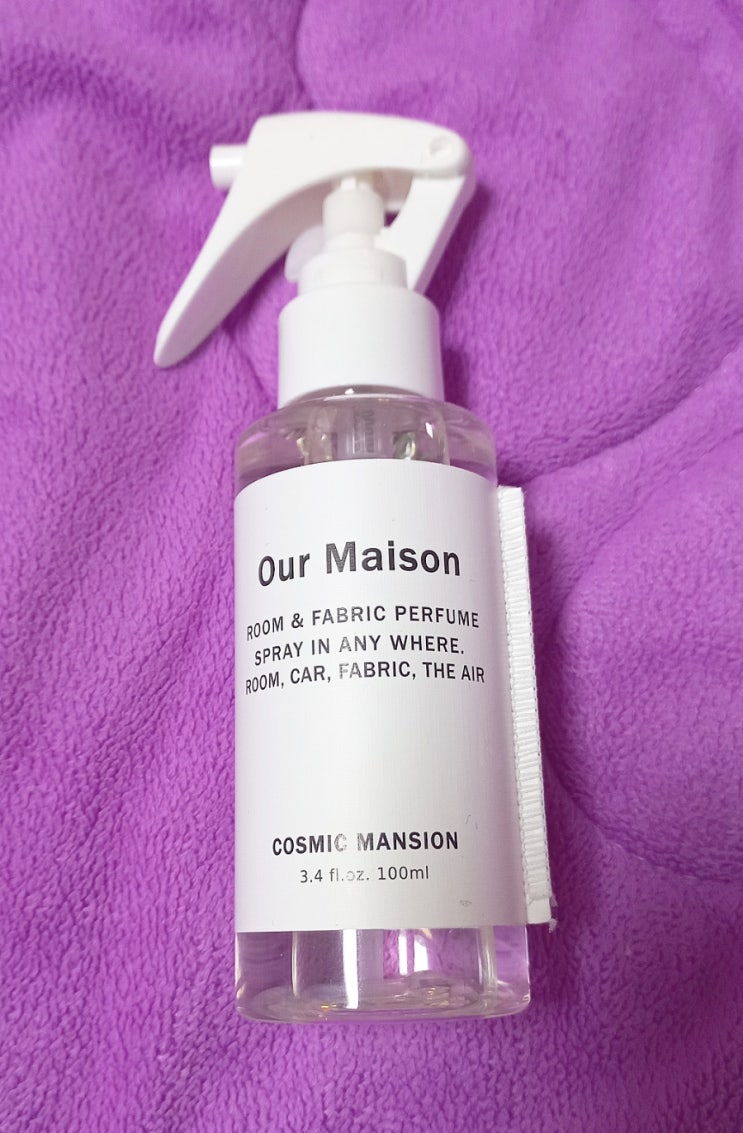 Our Maison
ROOM & FABRIC PERFUME
SPRAY IN ANY WHERE.
ROOM, CAR, FABRIC, THE AIR
COSMIC MANSION
3.4 fl.oz. 100ml